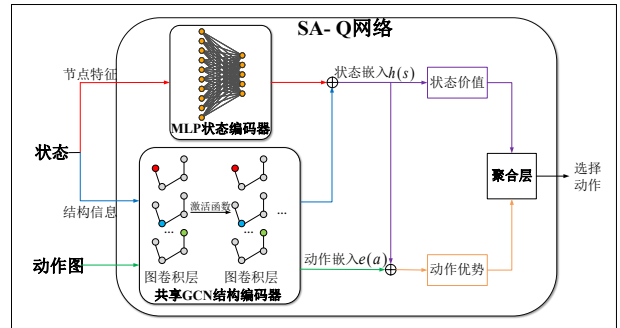 SA- Q网络
节点特征
MLP状态编码器
状态嵌入h(s)
状态价值
状态
结构信息
激活函数
...
...
...
聚合层
选择
动作
动作图
图卷积层
图卷积层
动作嵌入e(a)
动作优势
共享GCN结构编码器